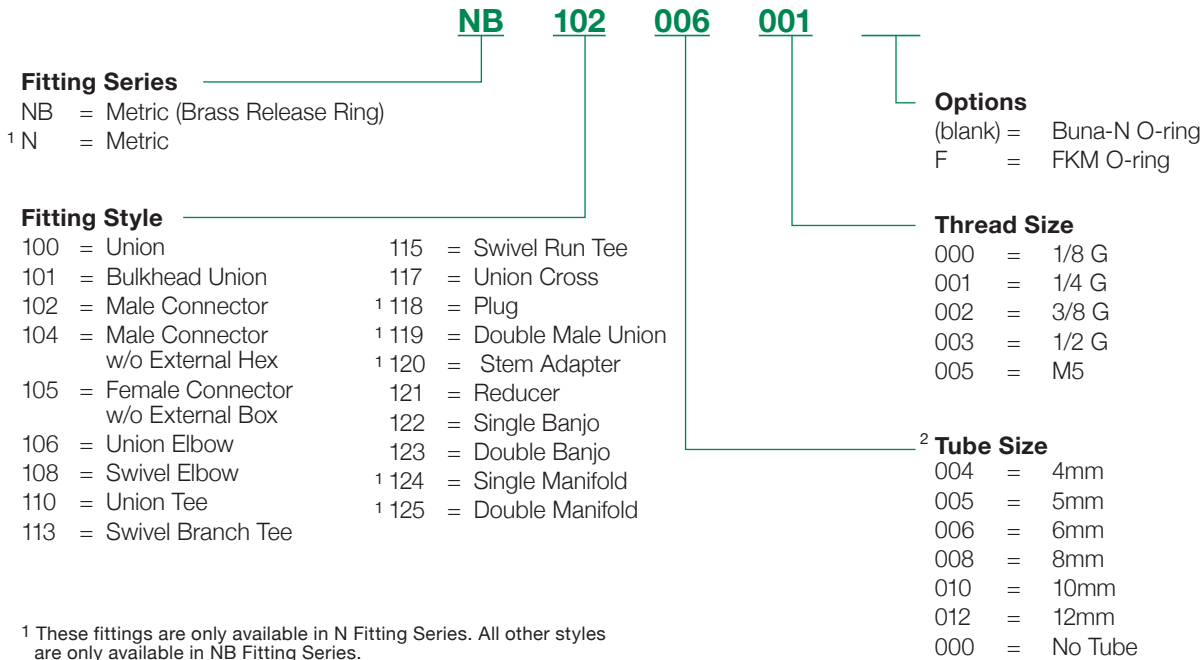 NB 102 006 001
Fitting Series
NB = Metric (Brass Release Ring)
1 N = Metric
Fitting Style
100 = Union
101 = Bulkhead Union
102 = Male Connector
104 = Male Connector
w/o External Hex
105 = Female Connector
w/o External Box
106 = Union Elbow
108 = Swivel Elbow
110 = Union Tee
113 = Swivel Branch Tee
115 = Swivel Run Tee
117 = Union Cross
1 118 = Plug
1 119 = Double Male Union
1 120 = Stem Adapter
121 = Reducer
122 = Single Banjo
123 = Double Banjo
1 124 = Single Manifold
1 125 = Double Manifold
Options
(blank) = Buna-N O-ring
F = FKM O-ring
Thread Size
000 = 1/8 G
001 = 1/4 G
002 = 3/8 G
003 = 1/2 G
005 = M5
2 Tube Size
004 = 4mm
005 = 5mm
006 = 6mm
008 = 8mm
010 = 10mm
012 = 12mm
000 = No Tube
1 These fittings are only available in N Fitting Series. All other styles
are only available in NB Fitting Series.